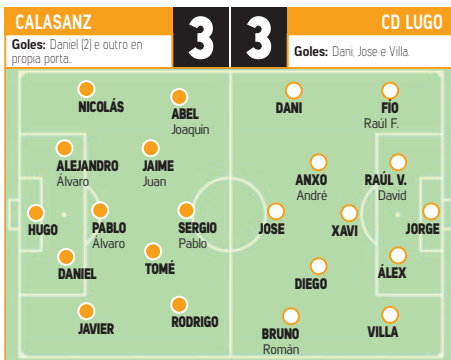 CALASANZ
3
3
CD LUGO
Goles: Daniel (2) e outro en
propia porta.
Goles: Dani, Jose e Villa.
NICOLÁS
ABEL
Joaquín
DANI
FÍO
Raúl F.
ALEJANDRO
Álvaro
JAIME
Juan
ANXO
André
RAÚL V.
David
HUGO
PABLO
Álvaro
SERGIO
Pablo
JOSE
XAVI
JORGE
DANIEL
TOMÉ
DIEGO
ÁLEX
JAVIER
RODRIGO
BRUNO
Román
VILLA